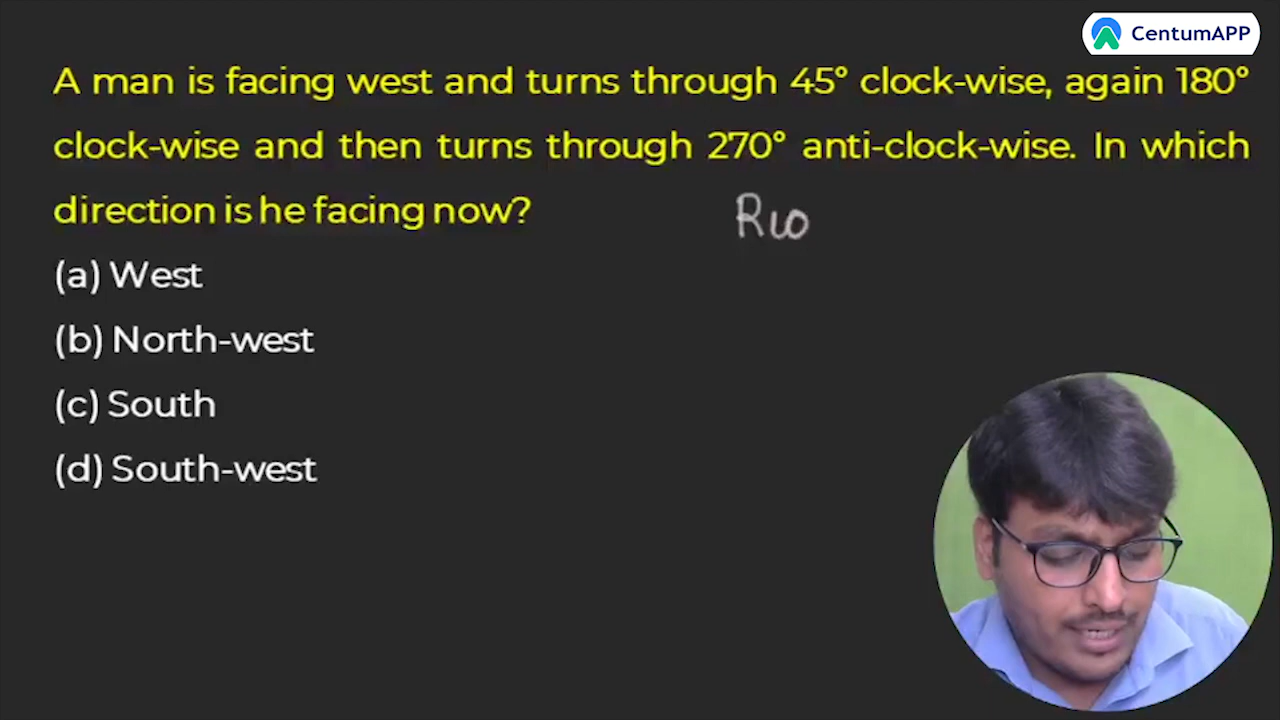 CentumAPP
A man is facing west and turns through 45° clock-wise, again 180°
clock-wise and then turns through 270° anti-clock-wise. In which
direction is he facing now?
(a) West
(b) North-west
(c) South
(d) South-west